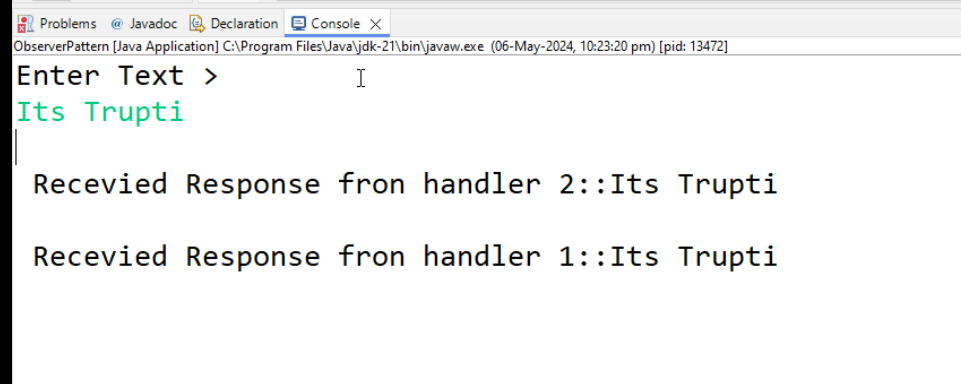 Problems @ Javadoc Declaration Console
ObserverPattern [Java Application] C:\Program Files\Java\jdk-21\bin\javaw.exe (06-May-2024, 10:23:20 pm) [pid: 13472]
Enter Text >
Its Trupti
Recevied Response fron handler 2::Its Trupti
Recevied Response fron handler 1::Its Trupti